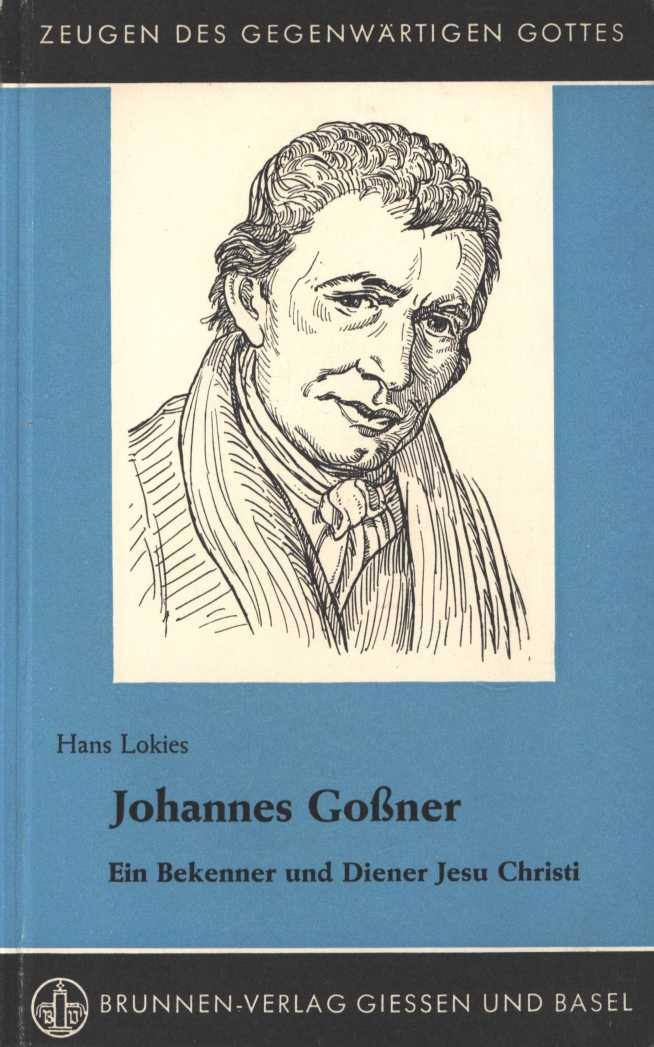 ZEUGEN DES GEGENWÄRTIGEN GOTTES
Hans Lokies
Johannes Goßner
Ein Bekenner und Diener Jesu Christi
BRUNNEN-VERLAG GIESSEN UND BASEL